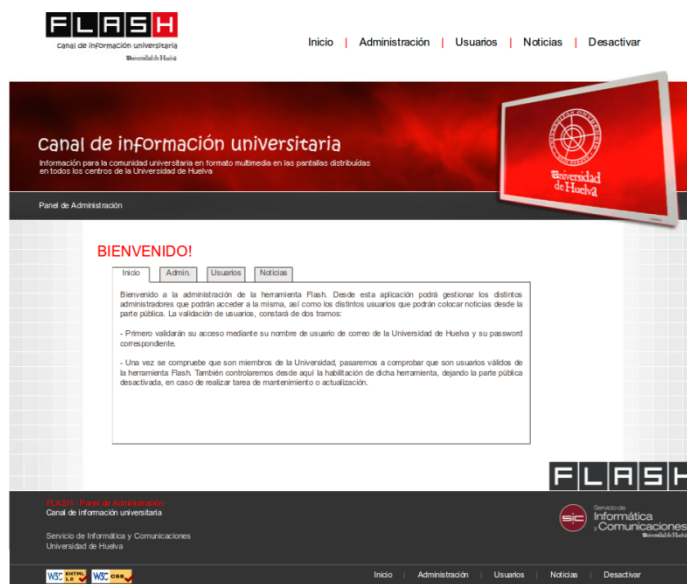 FLASH
canal de información universitaria
Universidad de Huelva
Inicio | Administración | Usuarios | Noticias | Desactivar
canal de información universitaria
Información para la comunidad universitaria en formato multimedia en las pantallas distribuídas
en todos los centros de la Universidad de Huelva
Universidad
de Huelva
Panel de Administración
BIENVENIDO!
Inicio Admin. Usuarios Noticias
Bienvenido a la administración de la herramienta Flash. Desde esta aplicación podrá gestionar los distintos
administradores que podrán acceder a la misma, así como los distintos usuarios que podrán colocar noticias desde la
parte pública. La validación de usuarios, constará de dos tramos:
- Primero validarán su acceso mediante su nombre de usuario de correo de la Universidad de Huelva y su password
correspondiente.
- Una vez se compruebe que son miembros de la Universidad, pasaremos a comprobar que son usuarios válidos de
la herramienta Flash. También controlaremos desde aquí la habilitación de dicha herramienta, dejando la parte pública
desactivada, en caso de realizar tarea de mantenimiento o actualización.
FLASH
FLASH - Panel de Administración
Canal de información universitaria
Servicio de Informática y Comunicaciones
Universidad de Huelva
sic
Servicio de
Informática
y Comunicaciones
Universidad de Huelva
W3C XHTML 1.0 W3C CSS
Inicio | Administración | Usuarios | Noticias | Desactivar